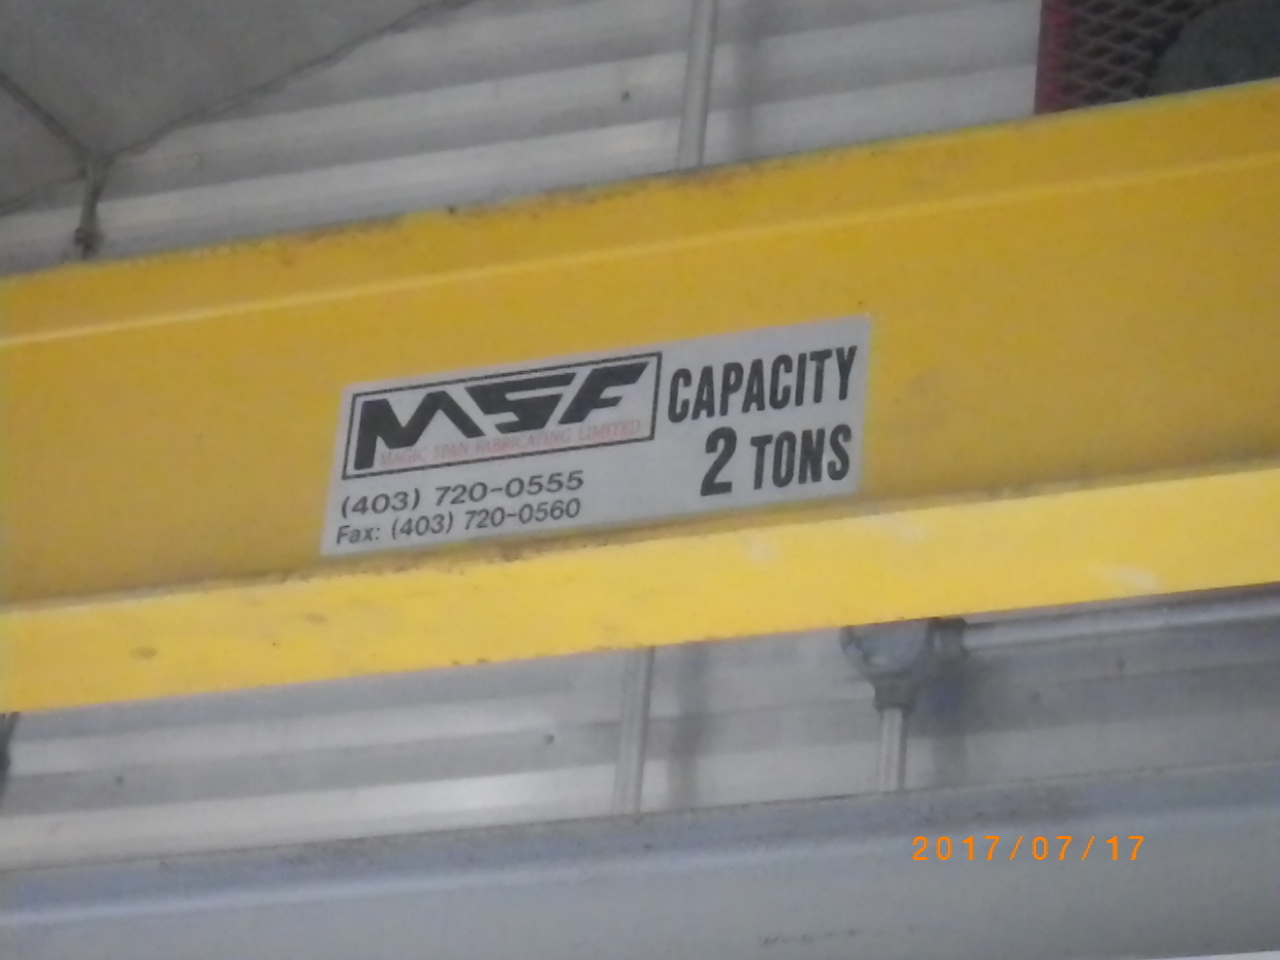 MSF
MAGIC SPAN FABRICATING LIMITED
(403) 720-0555
Fax: (403) 720-0560
CAPACITY
2 TONS
2017/07/17